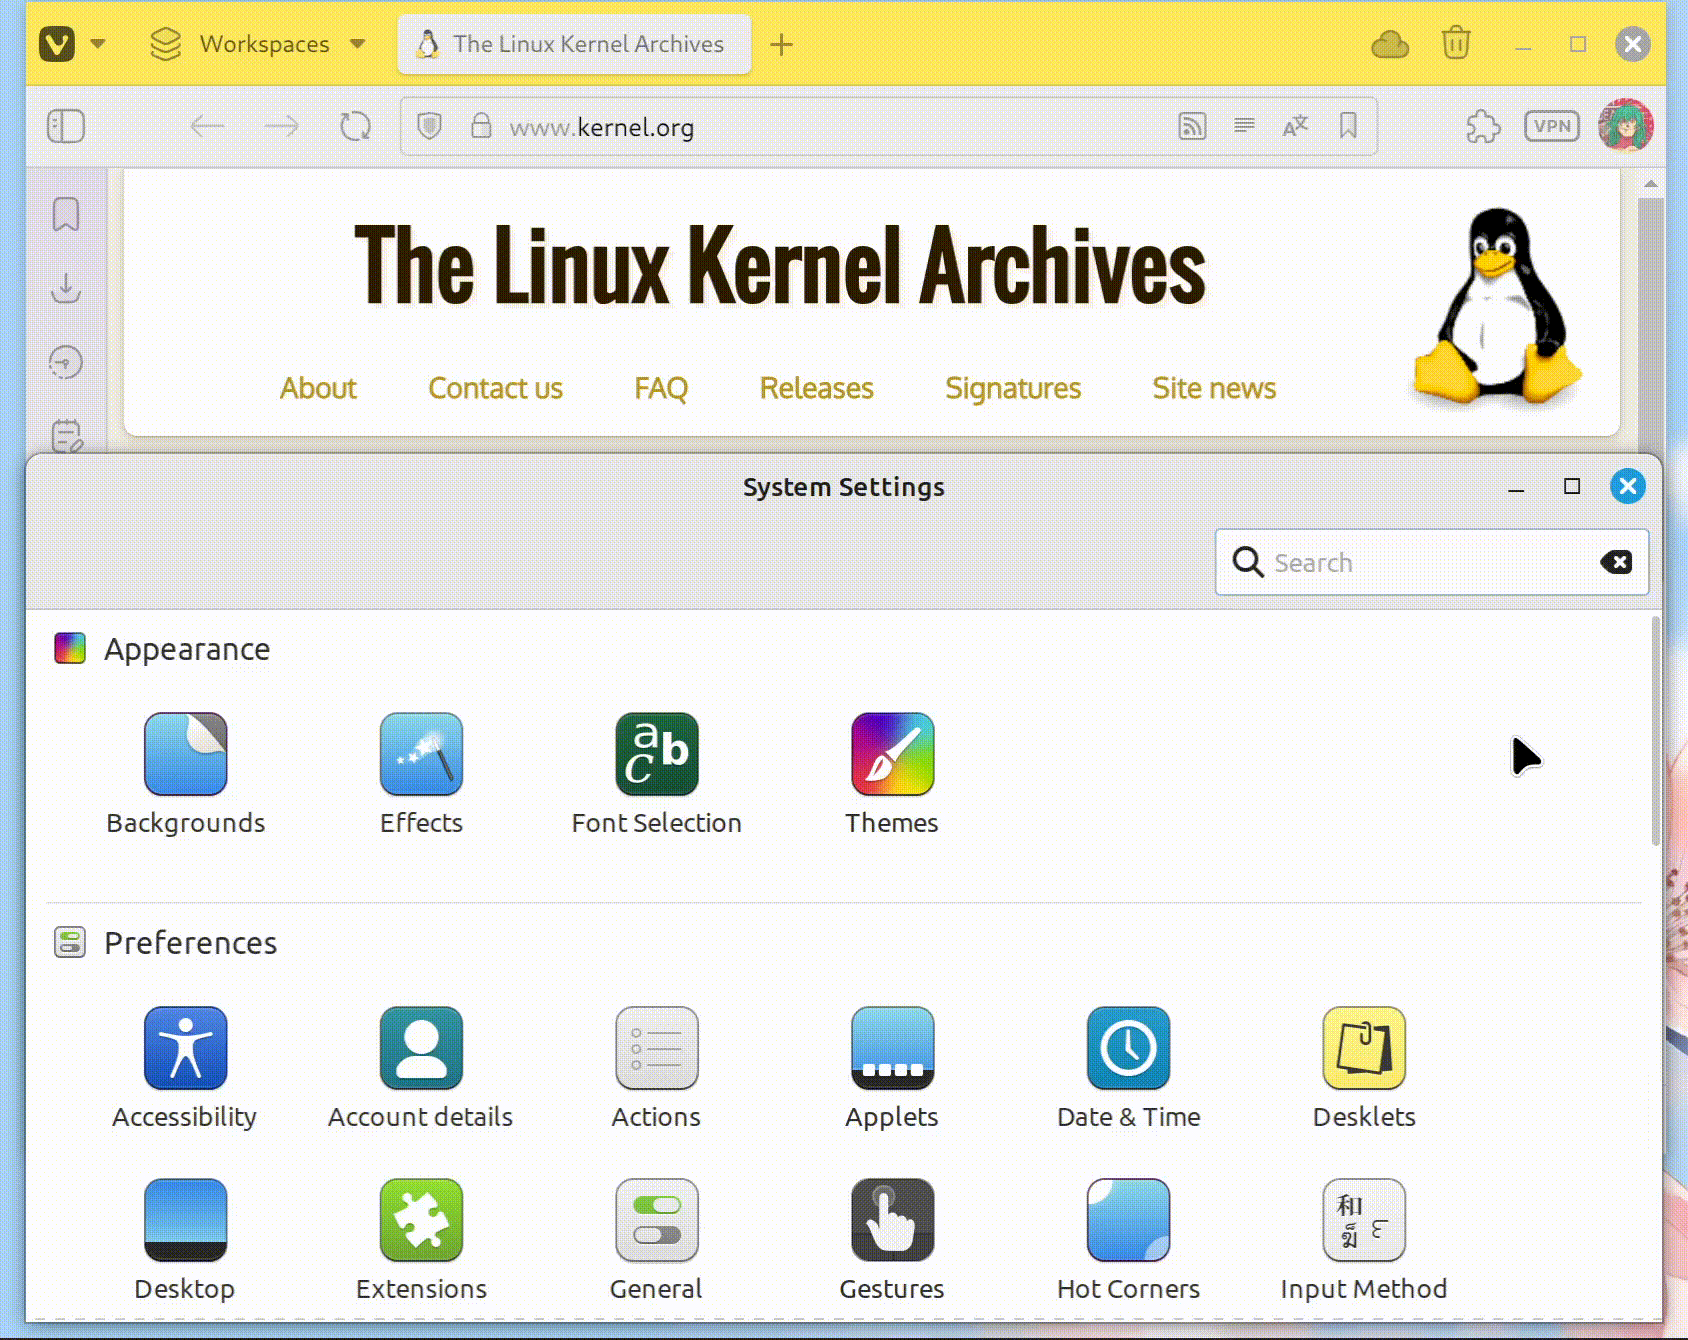 Workspaces
The Linux Kernel Archives
www.kernel.org
VPN
The Linux Kernel Archives
About
Contact us
FAQ
Releases
Signatures
Site news
System Settings
Search
Appearance
a b c
Backgrounds
Effects
Font Selection
Themes
Preferences
Accessibility
Account details
Actions
Applets
Date & Time
Desklets
和
Desktop
Extensions
General
Gestures
Hot Corners
Input Method